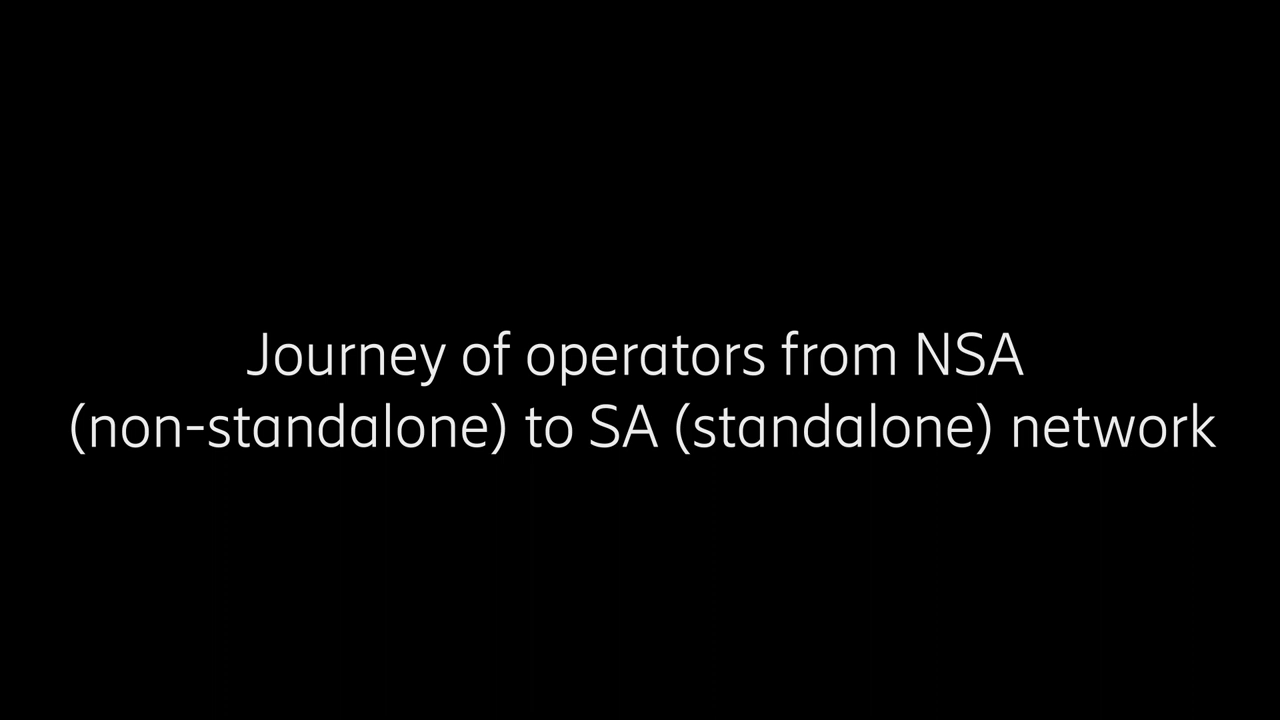 Journey of operators from NSA
(non-standalone) to SA (standalone) network